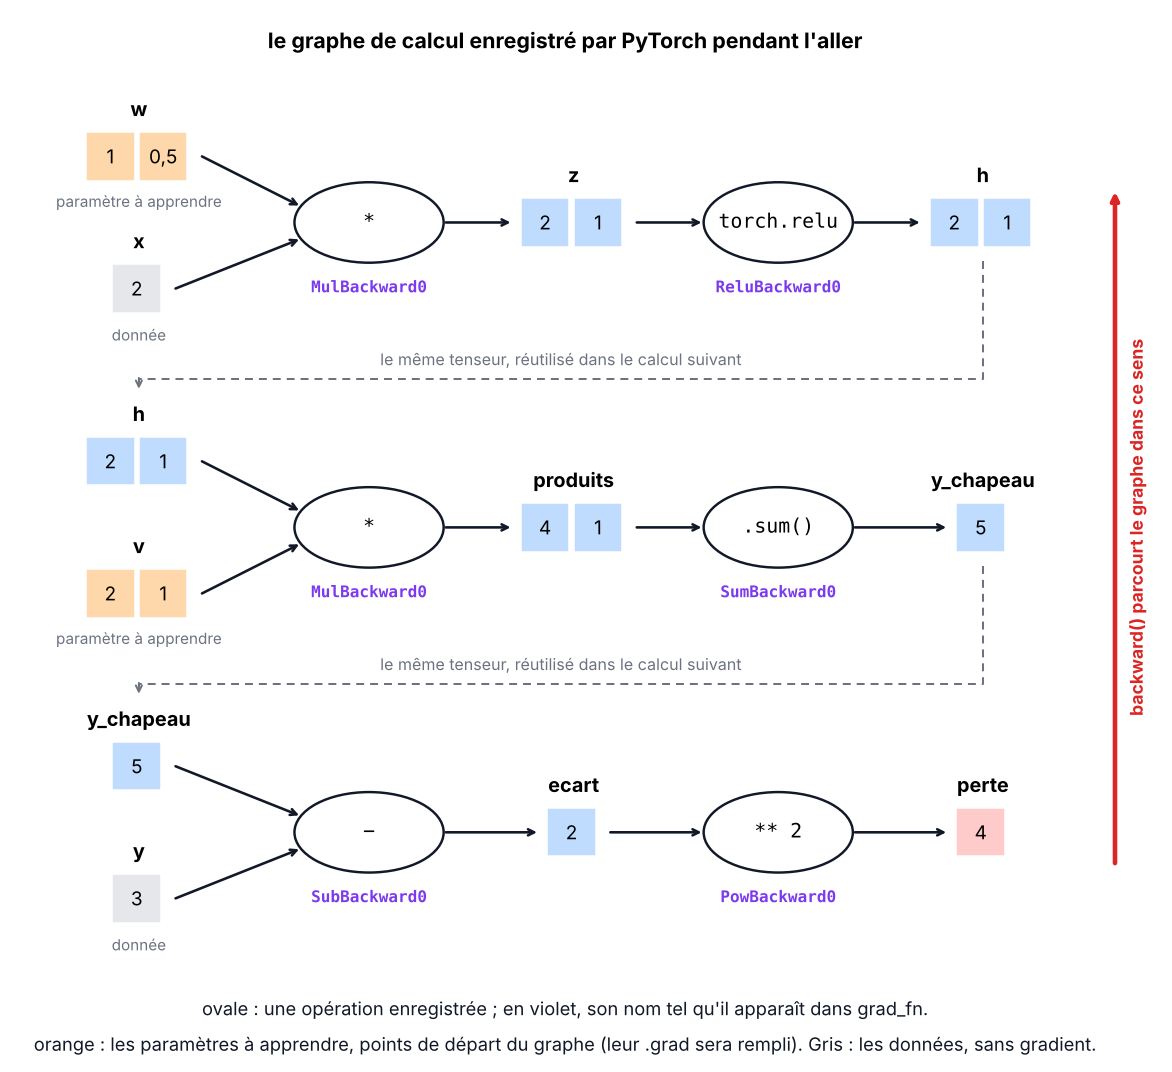 le graphe de calcul enregistré par PyTorch pendant l'aller
w
1 0,5
paramètre à apprendre
x
2
donnée
*
MulBackward0
z
2 1
torch.relu
ReluBackward0
h
2 1
le même tenseur, réutilisé dans le calcul suivant
h
2 1
v
2 1
paramètre à apprendre
*
MulBackward0
produits
4 1
.sum()
SumBackward0
y_chapeau
5
le même tenseur, réutilisé dans le calcul suivant
y_chapeau
5
y
3
donnée
−
SubBackward0
ecart
2
** 2
PowBackward0
perte
4
backward() parcourt le graphe dans ce sens
ovale : une opération enregistrée ; en violet, son nom tel qu'il apparaît dans grad_fn.
orange : les paramètres à apprendre, points de départ du graphe (leur .grad sera rempli). Gris : les données, sans gradient.